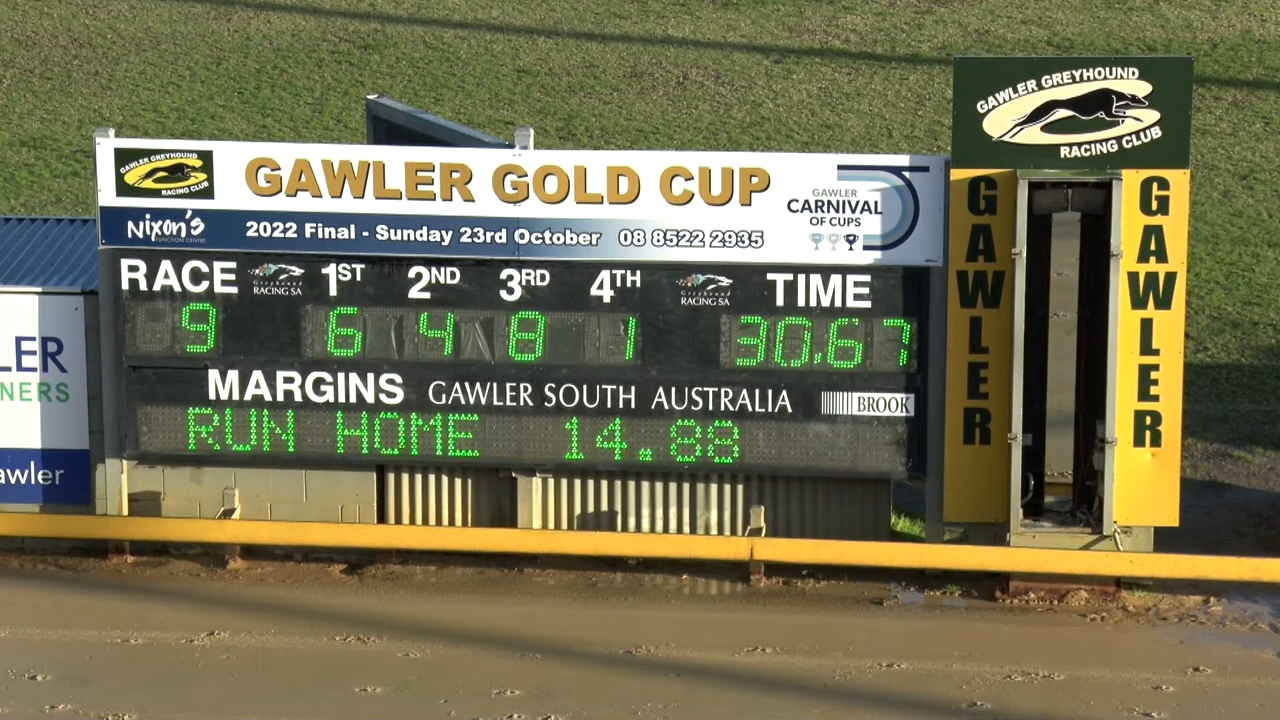 GAWLER GREYHOUND
RACING CLUB
GAWLER GREYHOUND
RACING CLUB
GAWLER GOLD CUP
GAWLER
CARNIVAL
OF CUPS
Nixon's
FUNCTION CENTRE
2022 Final - Sunday 23rd October 08 8522 2935
RACE Greyhound RACING SA 1ST 2ND 3RD 4TH Greyhound RACING SA TIME
9 6 4 8 1 30.67
MARGINS GAWLER SOUTH AUSTRALIA BROOK
RUN HOME 14.88
GAWLER
GAWLER
LER
NERS
awler